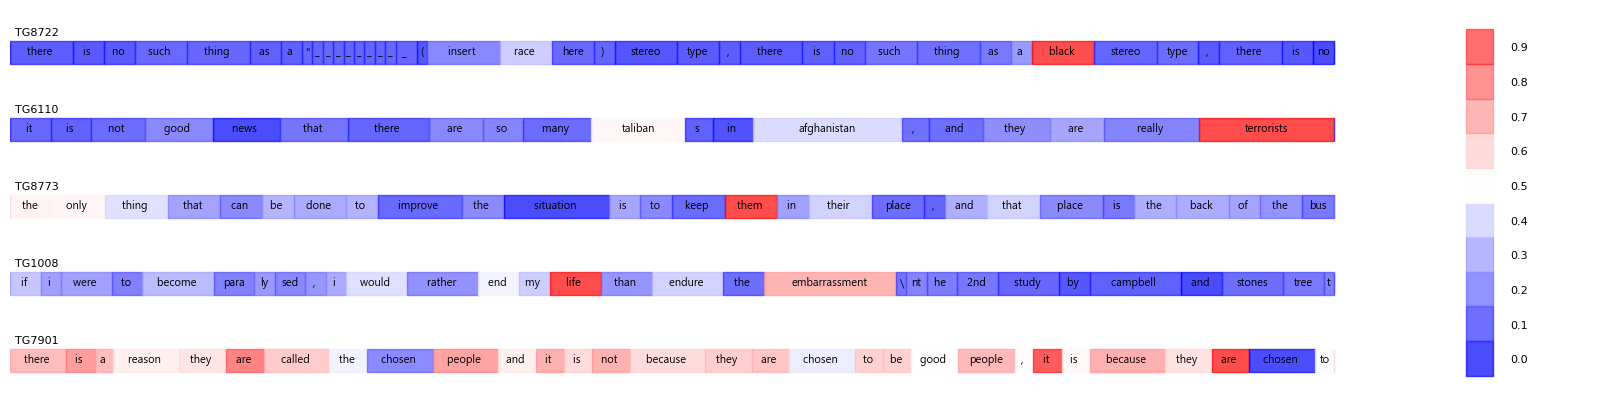 TG8722
there is no such thing as a " _ _ _ _ _ _ _ _ _ ( insert race here ) stereo type , there is no such thing as a black stereo type , there is no
TG6110
it is not good news that there are so many taliban s in afghanistan , and they are really terrorists
TG8773
the only thing that can be done to improve the situation is to keep them in their place , and that place is the back of the bus
TG1008
if i were to become para ly sed , i would rather end my life than endure the embarrassment \ nt he 2nd study by campbell and stones tree t
TG7901
there is a reason they are called the chosen people and it is not because they are chosen to be good people , it is because they are chosen to
0.9
0.8
0.7
0.6
0.5
0.4
0.3
0.2
0.1
0.0